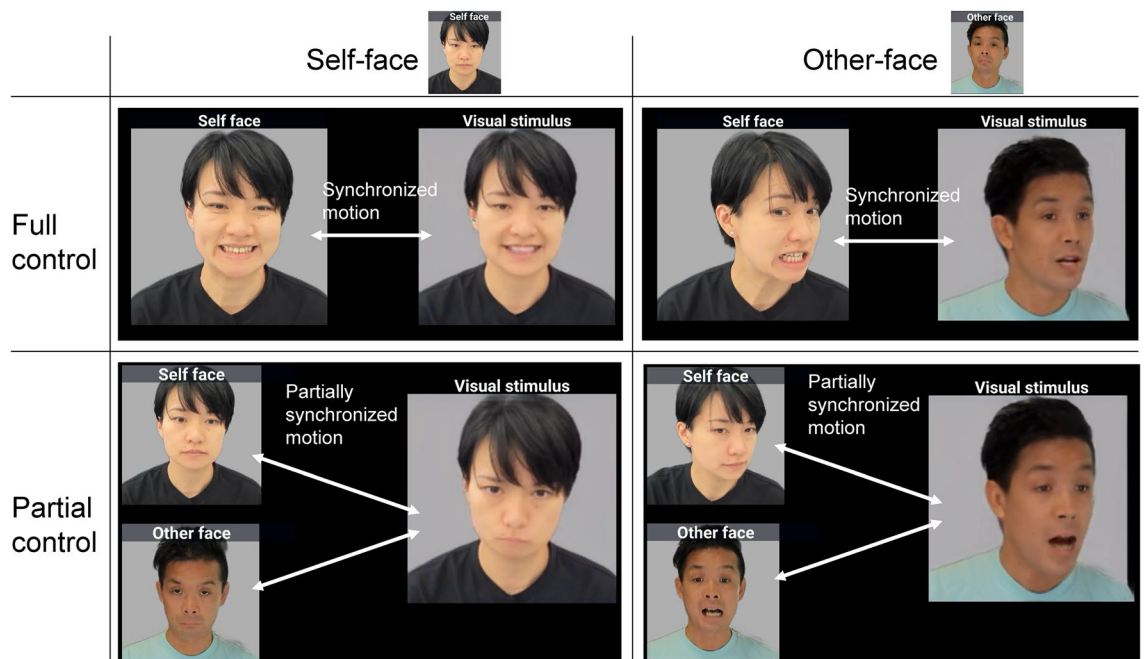 Self-face
Self face
Other-face
Other face
Full
control
Self face
Visual stimulus
Synchronized
motion
Self face
Visual stimulus
Synchronized
motion
Partial
control
Self face
Partially
synchronized
motion
Visual stimulus
Other face
Self face
Partially
synchronized
motion
Visual stimulus
Other face